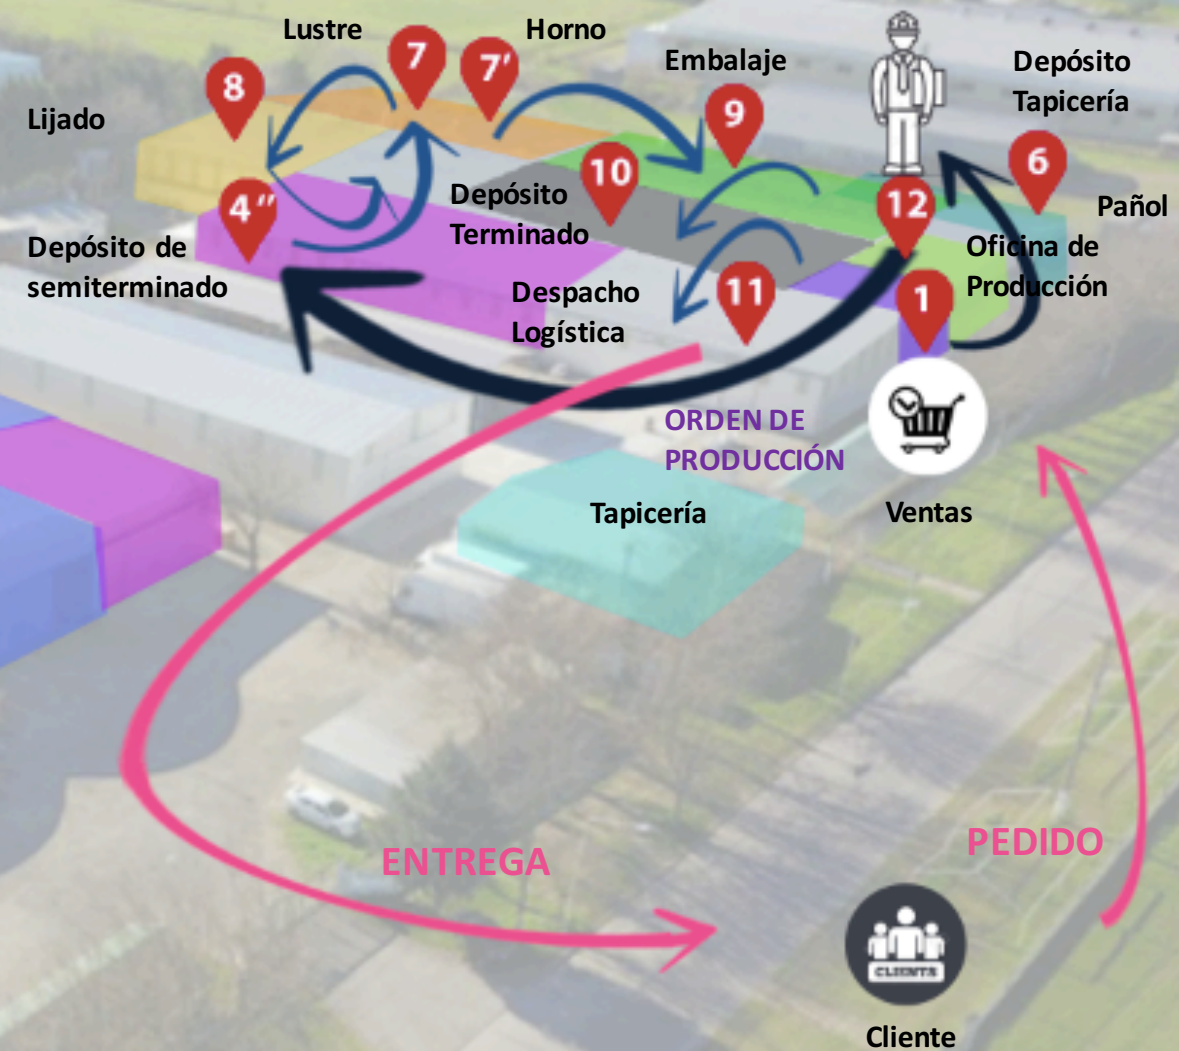 Lustre
Horno
7
7'
Embalaje
Depósito
Tapicería
8
9
Lijado
10
6
Depósito
Terminado
4''
12
Pañol
Depósito de
semiterminado
Oficina de
Producción
Despacho
Logística
11
1
ORDEN DE
PRODUCCIÓN
Tapicería
Ventas
ENTREGA
PEDIDO
CLIENTS
Cliente